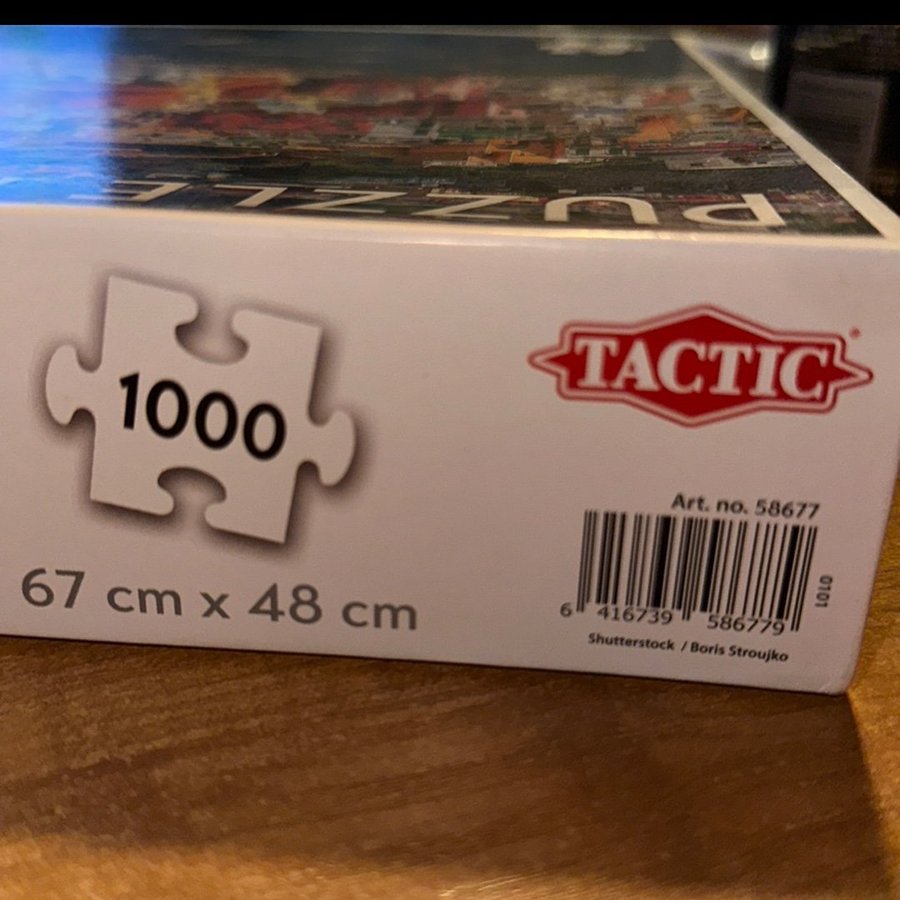 PUZZLE
1000
67 cm x 48 cm
TACTIC
Art. no. 58677
6 416739 586779
0101
Shutterstock / Boris Stroujko